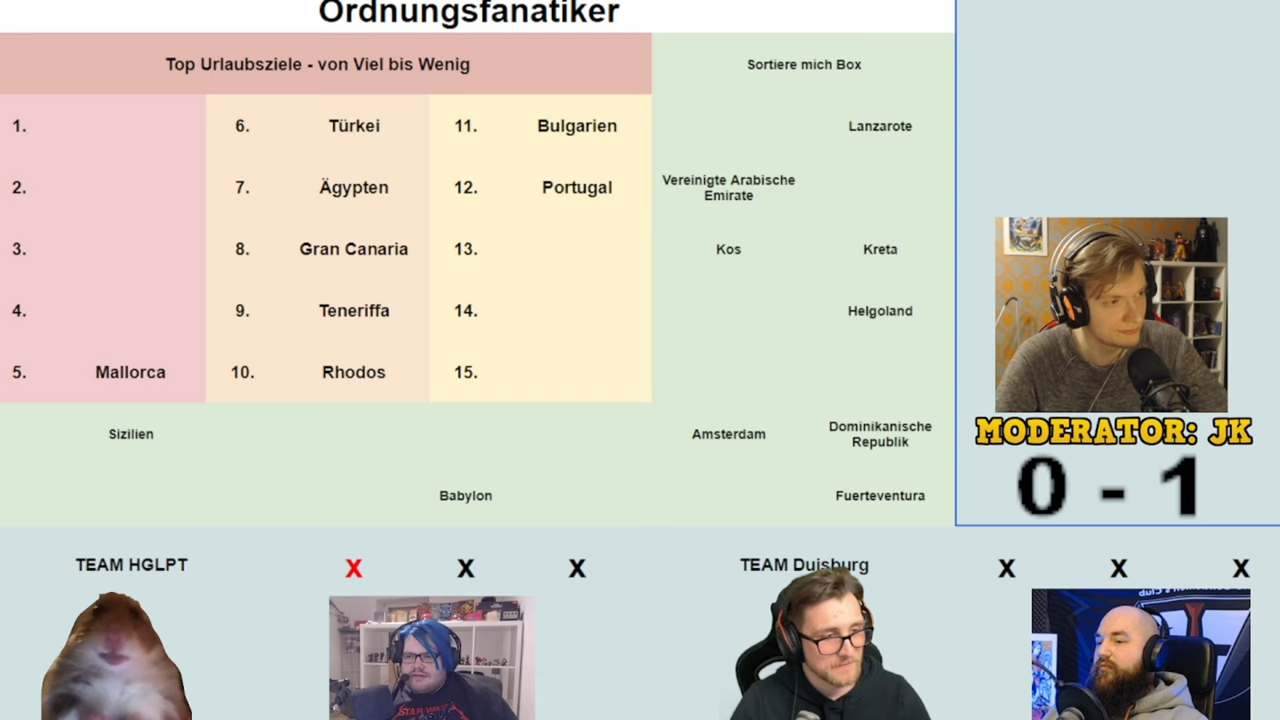 Ordnungsfanatiker
Top Urlaubsziele - von Viel bis Wenig
Sortiere mich Box
1.
6. Türkei
11. Bulgarien
Lanzarote
2.
7. Ägypten
12. Portugal
Vereinigte Arabische
Emirate
3.
8. Gran Canaria
13.
Kos
Kreta
4.
9. Teneriffa
14.
Helgoland
5. Mallorca
10. Rhodos
15.
Sizilien
Amsterdam
Dominikanische
Republik
Babylon
Fuerteventura
MODERATOR: JK
0 - 1
TEAM HGLPT
X X X
TEAM Duisburg
X X X